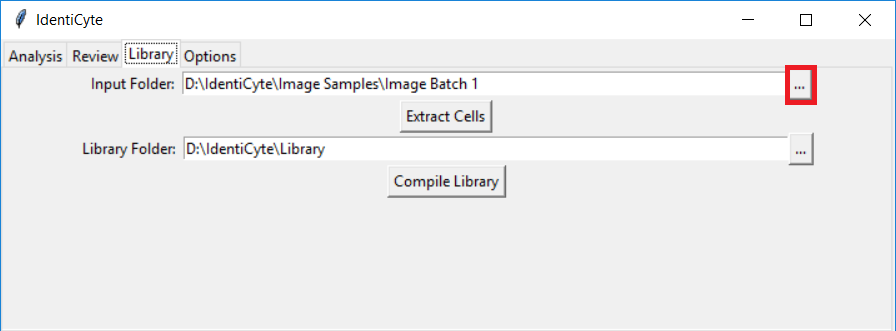 IdentiCyte
Analysis Review Library Options
Input Folder: D:\IdentiCyte\Image Samples\Image Batch 1 ...
Extract Cells
Library Folder: D:\IdentiCyte\Library ...
Compile Library